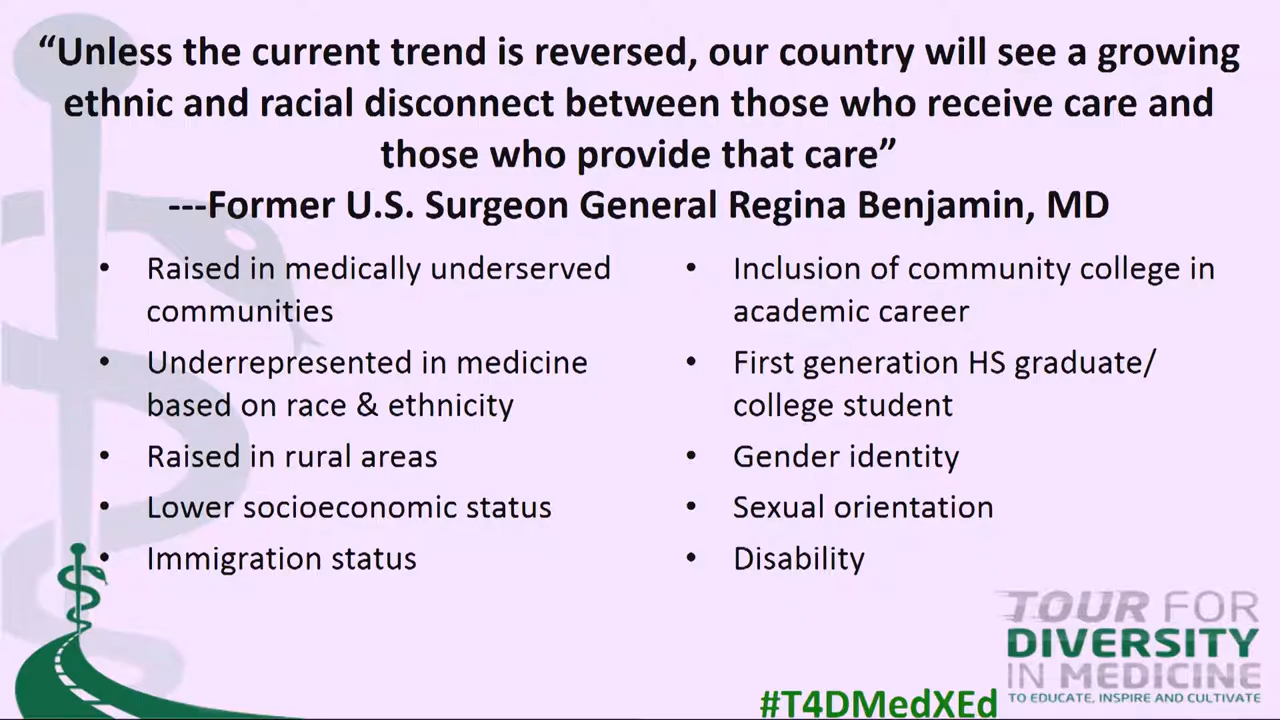 “Unless the current trend is reversed, our country will see a growing
ethnic and racial disconnect between those who receive care and
those who provide that care”
---Former U.S. Surgeon General Regina Benjamin, MD
• Raised in medically underserved
communities
• Underrepresented in medicine
based on race & ethnicity
• Raised in rural areas
• Lower socioeconomic status
• Immigration status
• Inclusion of community college in
academic career
• First generation HS graduate/
college student
• Gender identity
• Sexual orientation
• Disability
TOUR FOR
DIVERSITY
IN MEDICINE
TO EDUCATE, INSPIRE AND CULTIVATE
#T4DMedXEd